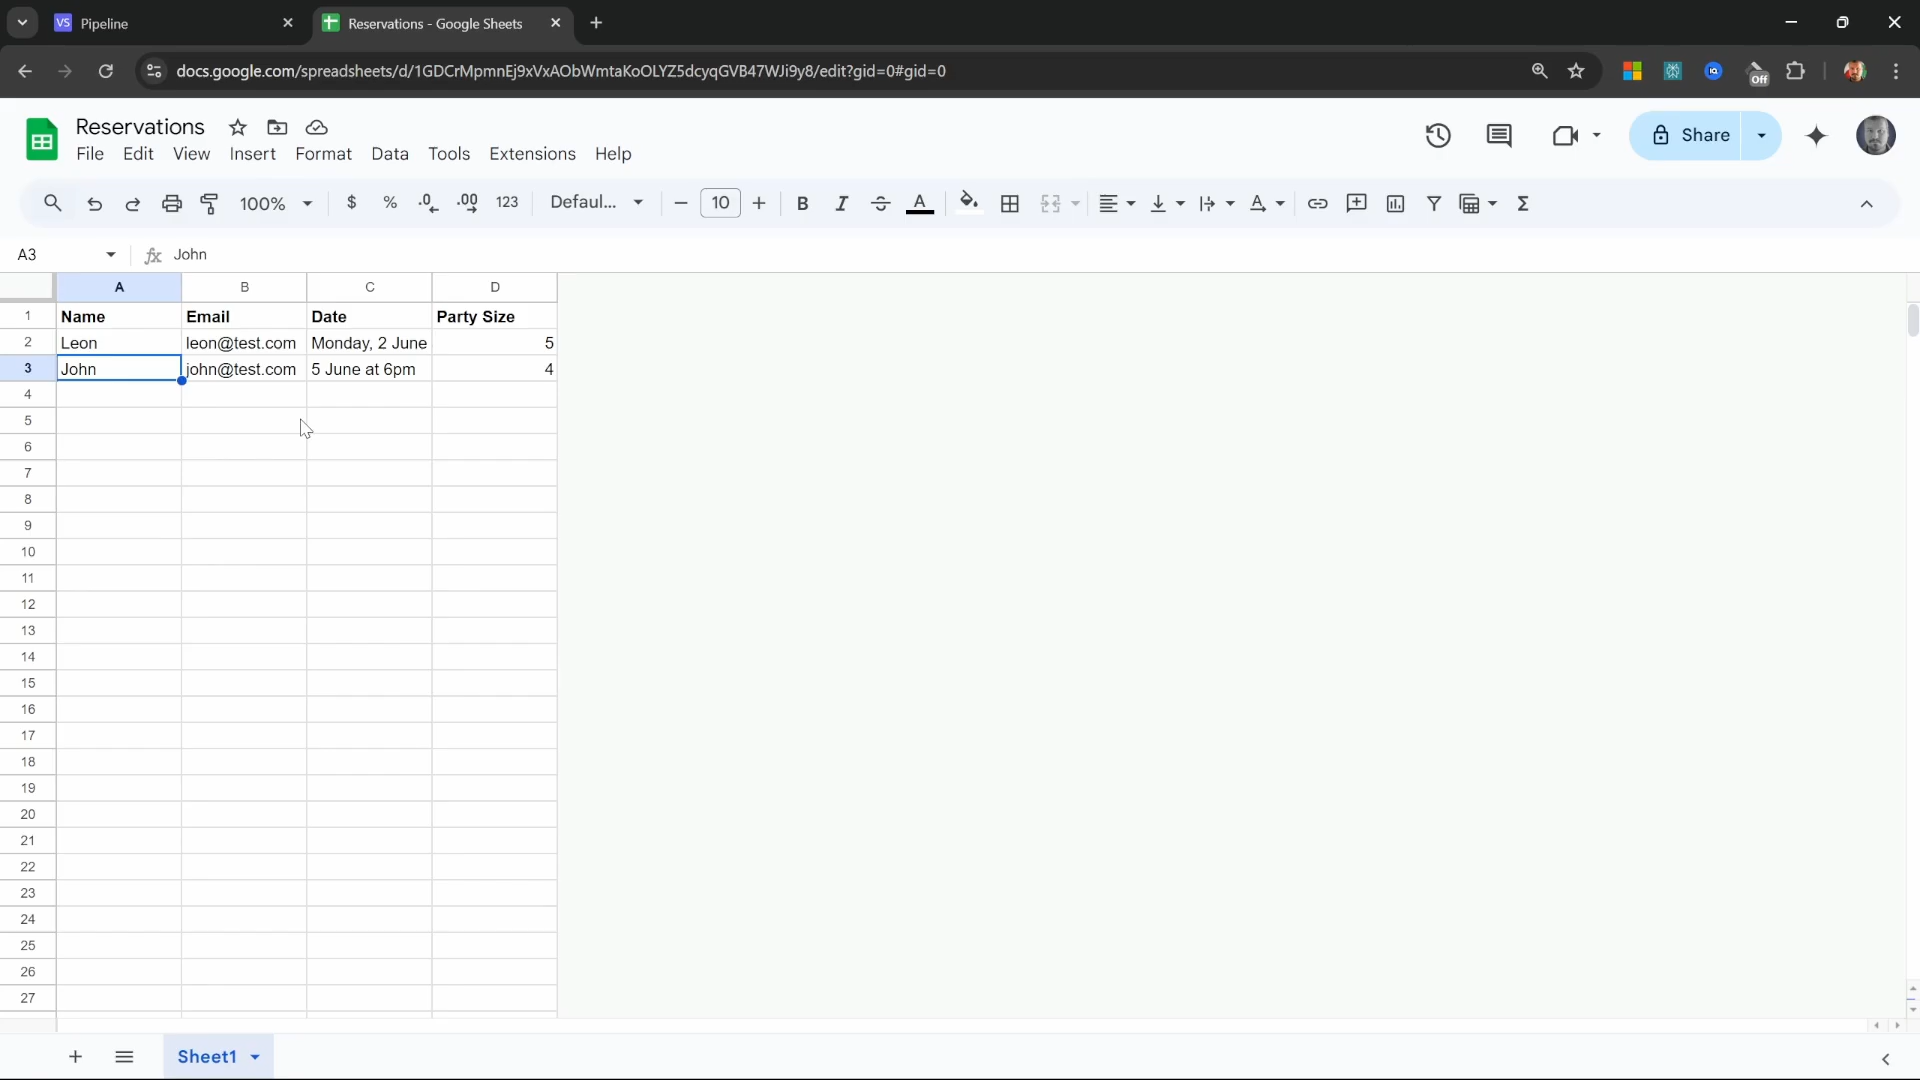 VS Pipeline
Reservations - Google Sheets
docs.google.com/spreadsheets/d/1GDCrMpmnEj9xVxAObWmtaKoOLYZ5dcyqGVB47WJi9y8/edit?gid=0#gid=0
Off
Reservations
File Edit View Insert Format Data Tools Extensions Help
Share
100% $ % .0 .00 123 Defaul... 10 B I S A A Σ
A3 fx John
A B C D
1 Name Email Date Party Size
2 Leon leon@test.com Monday, 2 June 5
3 John john@test.com 5 June at 6pm 4
4
5
6
7
8
9
10
11
12
13
14
15
16
17
18
19
20
21
22
23
24
25
26
27
Sheet1